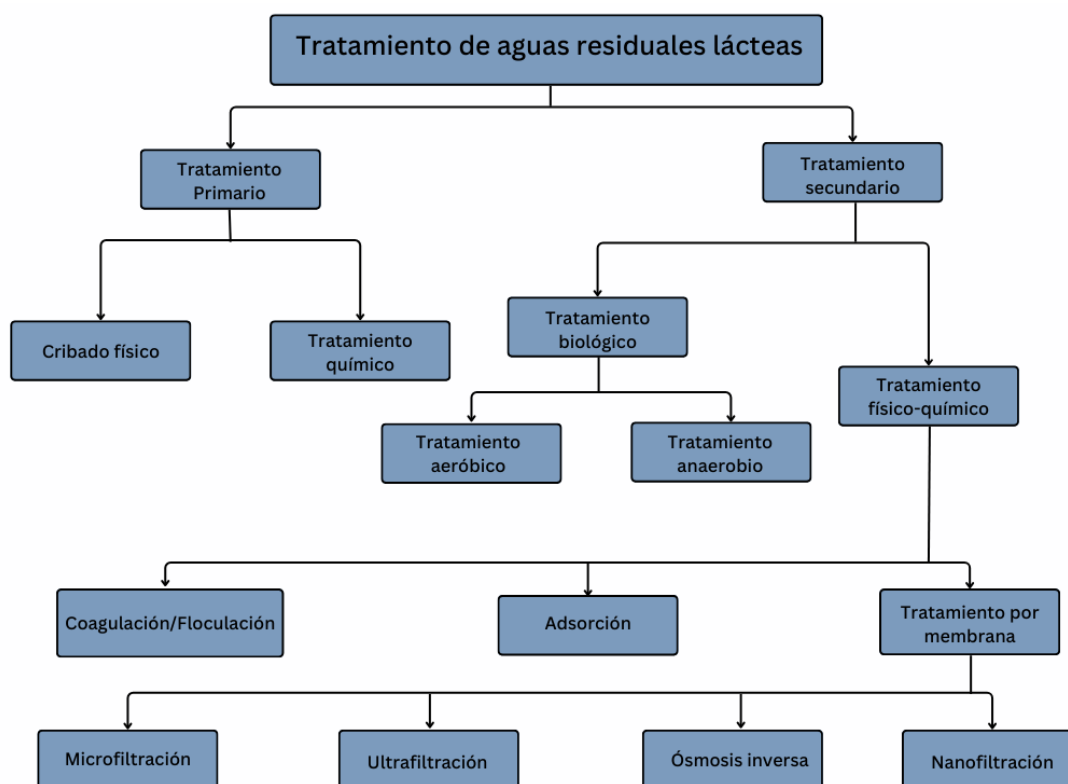 Tratamiento de aguas residuales lácteas
Tratamiento
Primario
Tratamiento
secundario
Cribado físico
Tratamiento
químico
Tratamiento
biológico
Tratamiento
físico-químico
Tratamiento
aeróbico
Tratamiento
anaerobio
Coagulación/Floculación
Adsorción
Tratamiento por
membrana
Microfiltración
Ultrafiltración
Ósmosis inversa
Nanofiltración